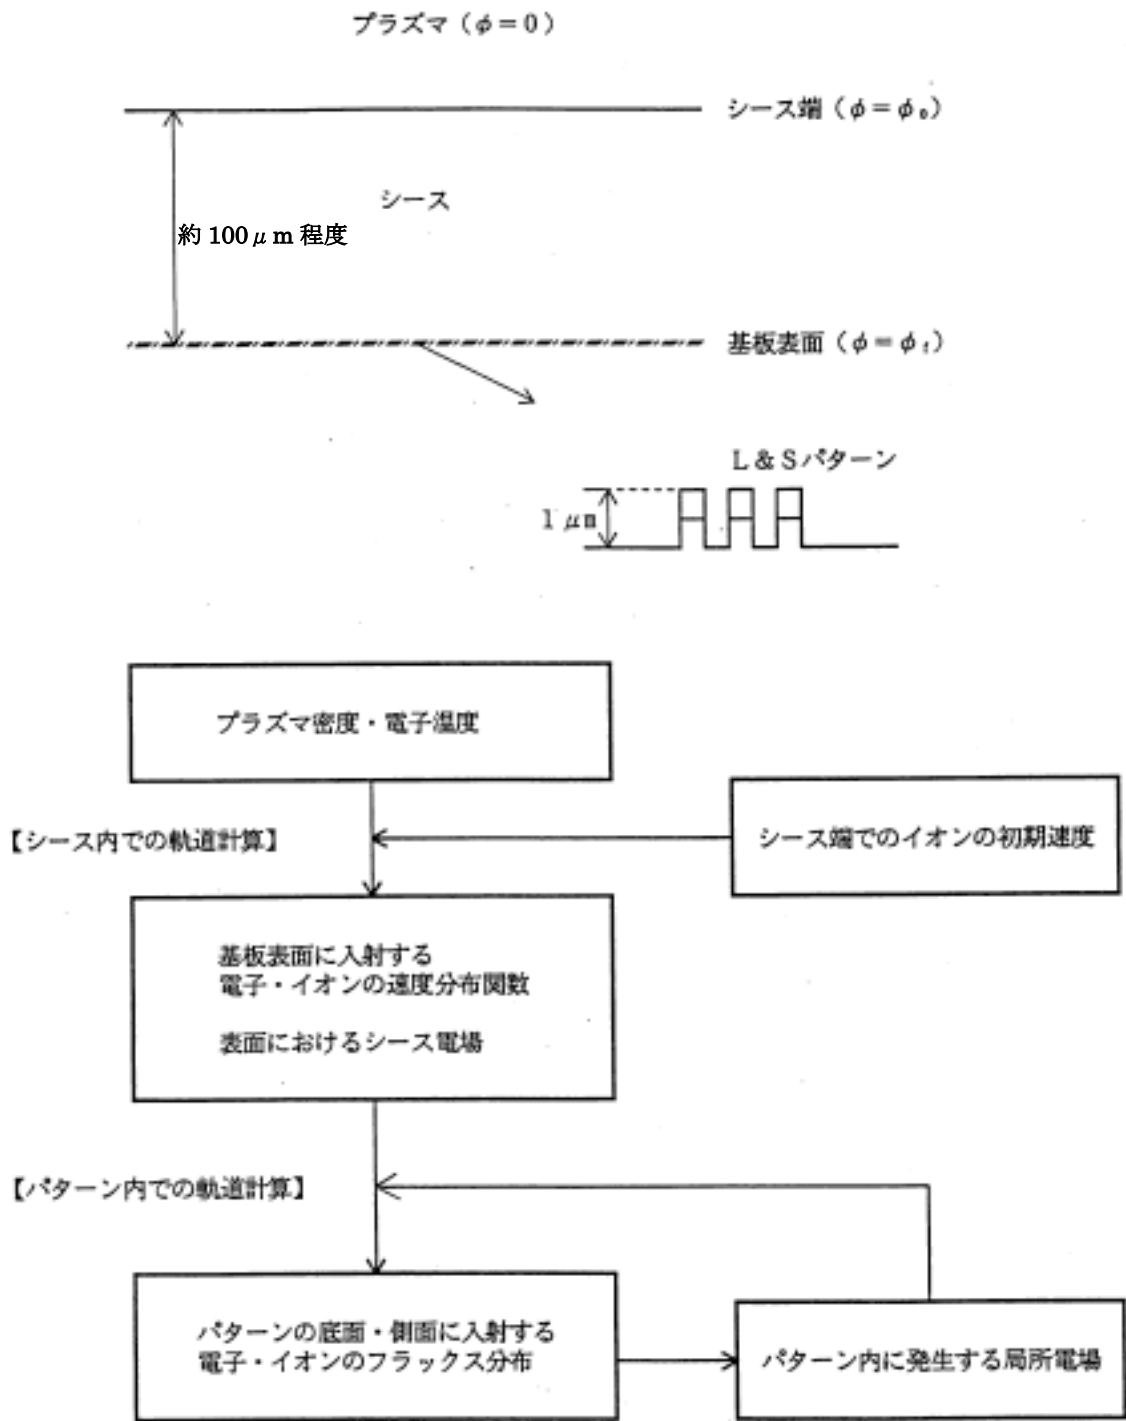 プラズマ（φ＝0）
シース端（φ＝φ₀）
シース
約 100 μ m 程度
基板表面（φ＝φ_f）
L＆Sパターン
1 μm
プラズマ密度・電子温度
【シース内での軌道計算】
シース端でのイオンの初期速度
基板表面に入射する
電子・イオンの速度分布関数
表面におけるシース電場
【パターン内での軌道計算】
パターンの底面・側面に入射する
電子・イオンのフラックス分布
パターン内に発生する局所電場